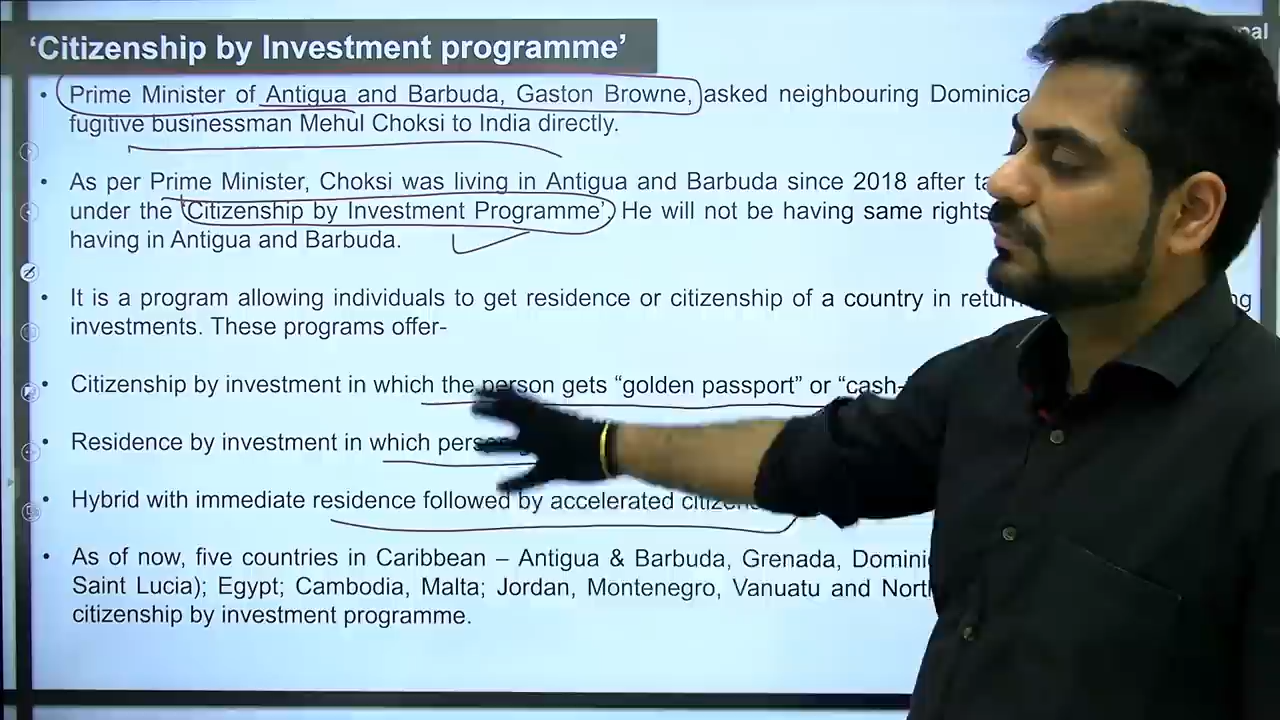 ‘Citizenship by Investment programme’
• Prime Minister of Antigua and Barbuda, Gaston Browne, asked neighbouring Dominica
fugitive businessman Mehul Choksi to India directly.
• As per Prime Minister, Choksi was living in Antigua and Barbuda since 2018 after
under the ‘Citizenship by Investment Programme’. He will not be having same rights
having in Antigua and Barbuda.
• It is a program allowing individuals to get residence or citizenship of a country in
investments. These programs offer-
• Citizenship by investment in which the person gets “golden passport” or “cash-
• Residence by investment in which
• Hybrid with immediate residence followed by accelerated
• As of now, five countries in Caribbean – Antigua & Barbuda, Grenada,
Saint Lucia); Egypt; Cambodia, Malta; Jordan, Montenegro, Vanuatu and
citizenship by investment programme.